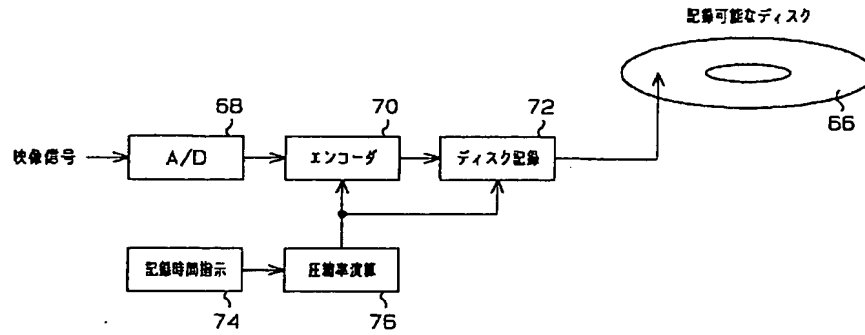 記録可能なディスク
68
70
72
66
映像信号
A/D
エンコーダ
ディスク記録
記録時間指示
圧縮率演算
74
76